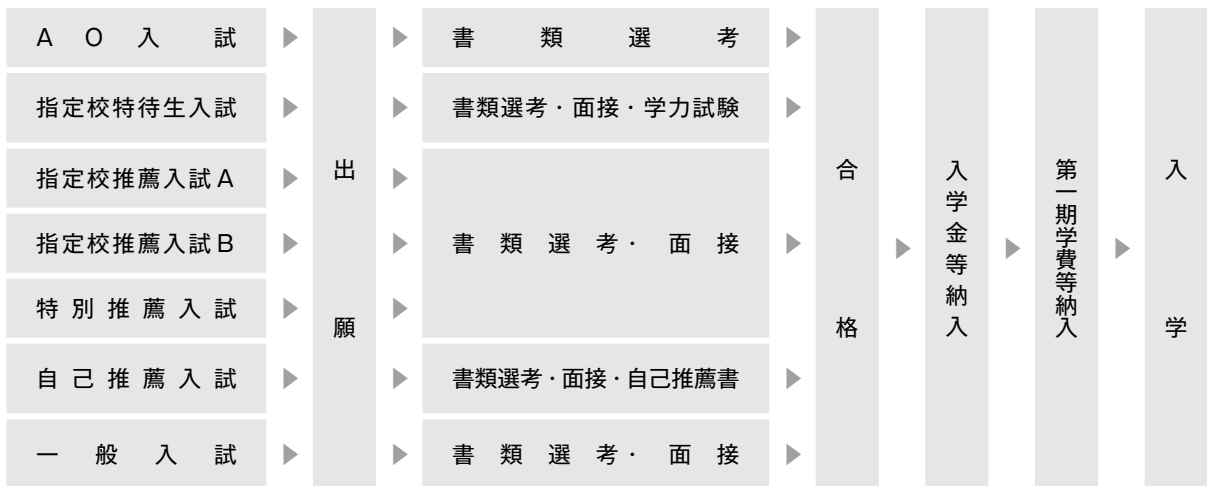 AO入試
指定校特待生入試
指定校推薦入試A
指定校推薦入試B
特別推薦入試
自己推薦入試
一般入試
出願
書類選考
書類選考・面接・学力試験
書類選考・面接
書類選考・面接・自己推薦書
書類選考・面接
合格
入学金等納入
第一期学費等納入
入学